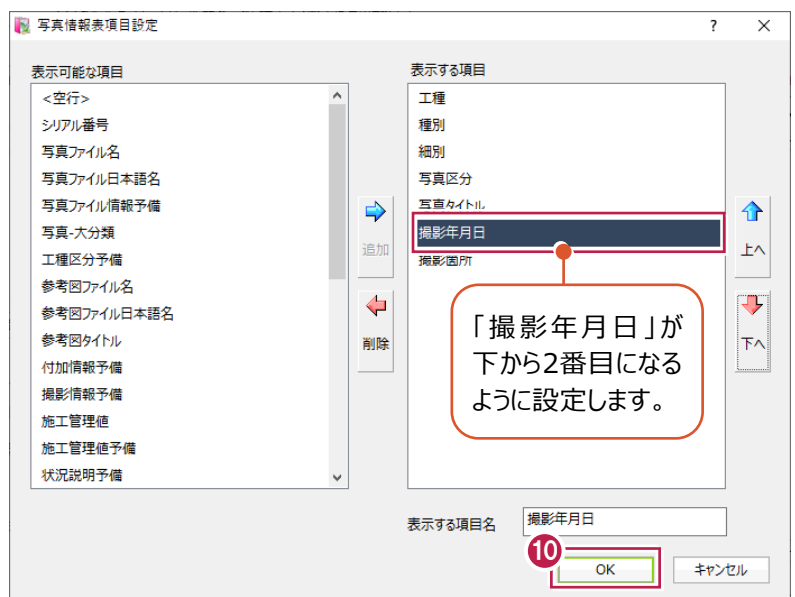 写真情報表項目設定
? ×
表示可能な項目
<空行>
シリアル番号
写真ファイル名
写真ファイル日本語名
写真ファイル情報予備
写真-大分類
工種区分予備
参考図ファイル名
参考図ファイル日本語名
参考図タイトル
付加情報予備
撮影情報予備
施工管理値
施工管理値予備
状況説明予備
追加
削除
表示する項目
工種
種別
細別
写真区分
写真タイトル
撮影年月日
撮影箇所
「撮影年月日」が
下から2番目になる
ように設定します。
上へ
下へ
表示する項目名 撮影年月日
10
OK キャンセル